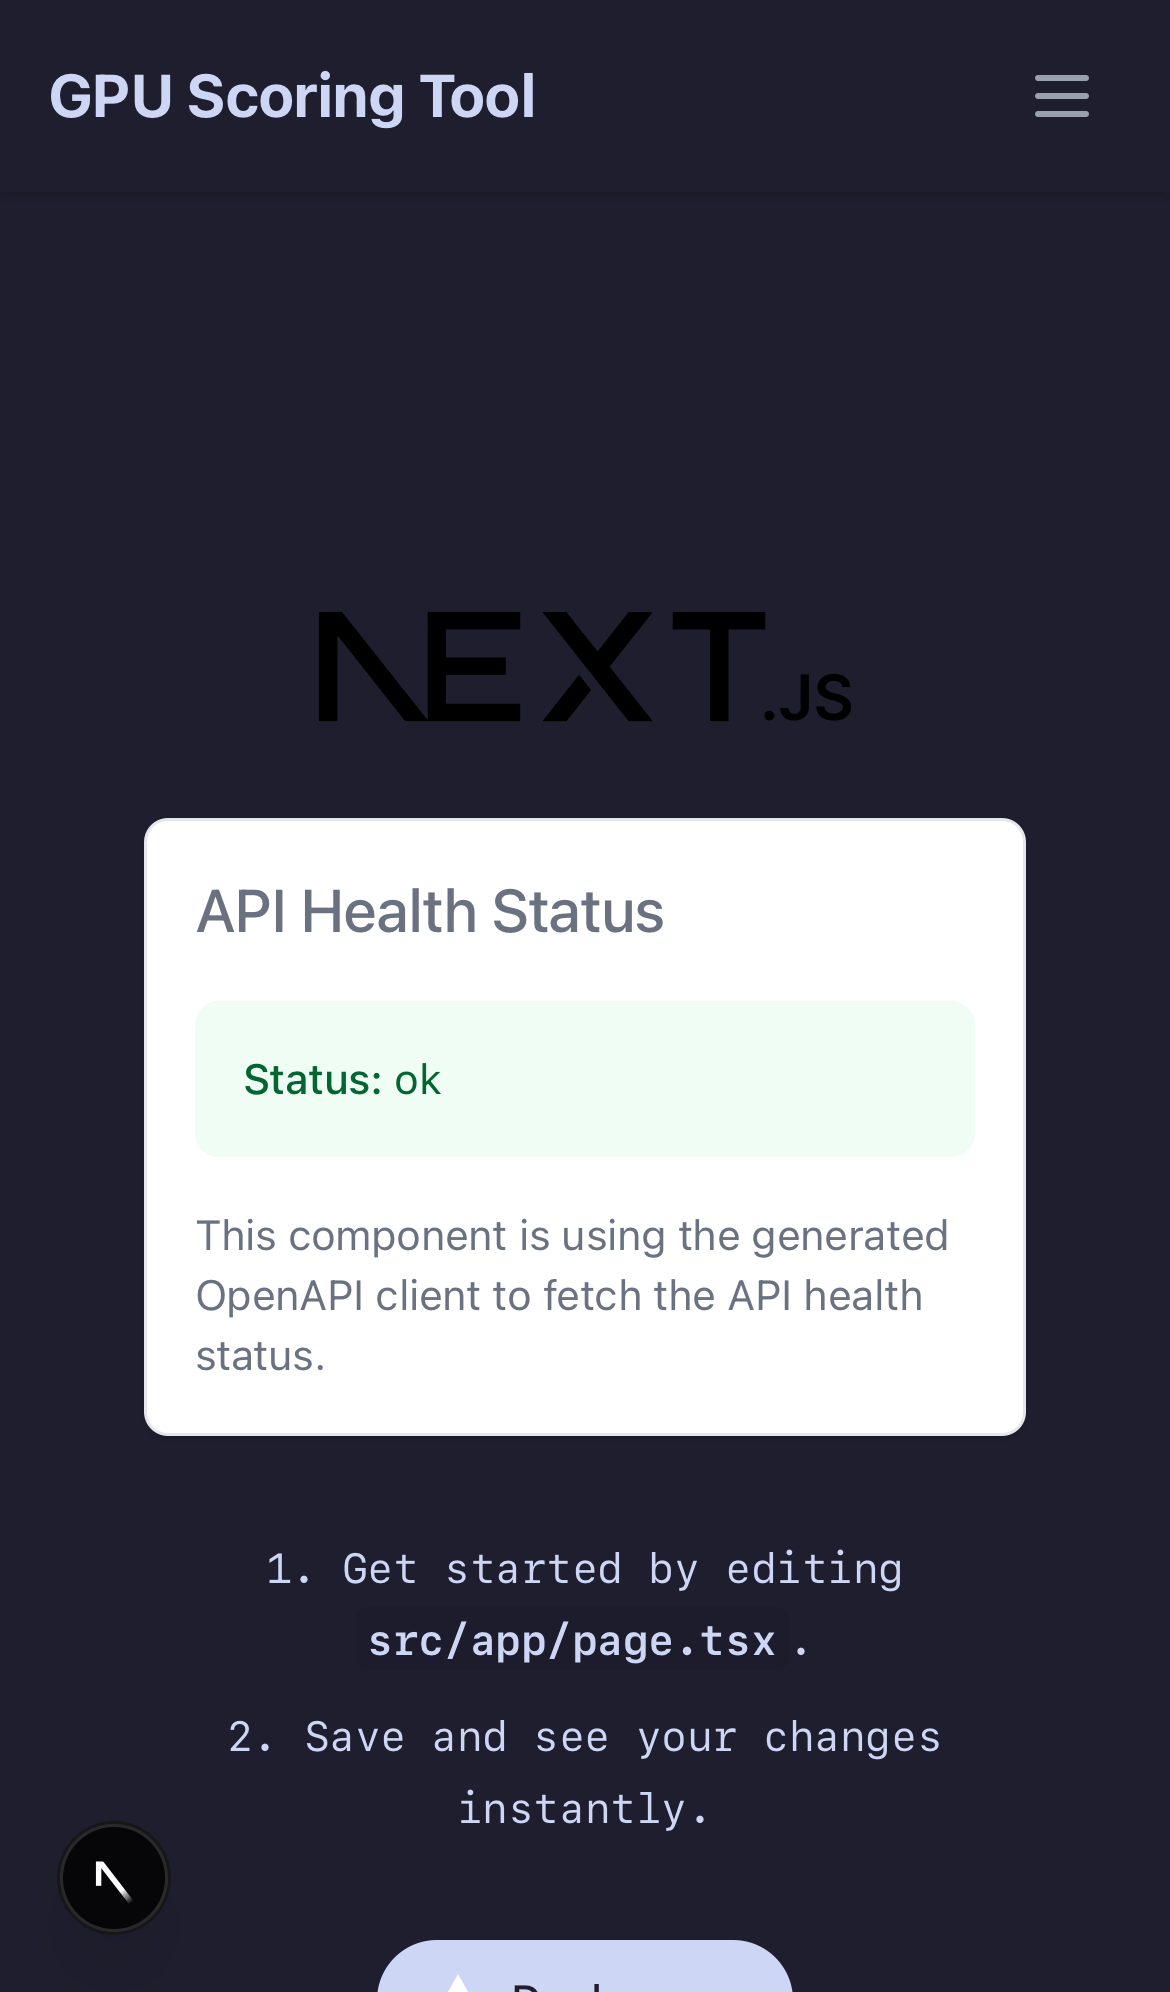 GPU Scoring Tool
NEXT.JS
API Health Status
Status: ok
This component is using the generated
OpenAPI client to fetch the API health
status.
1. Get started by editing
src/app/page.tsx.
2. Save and see your changes
instantly.